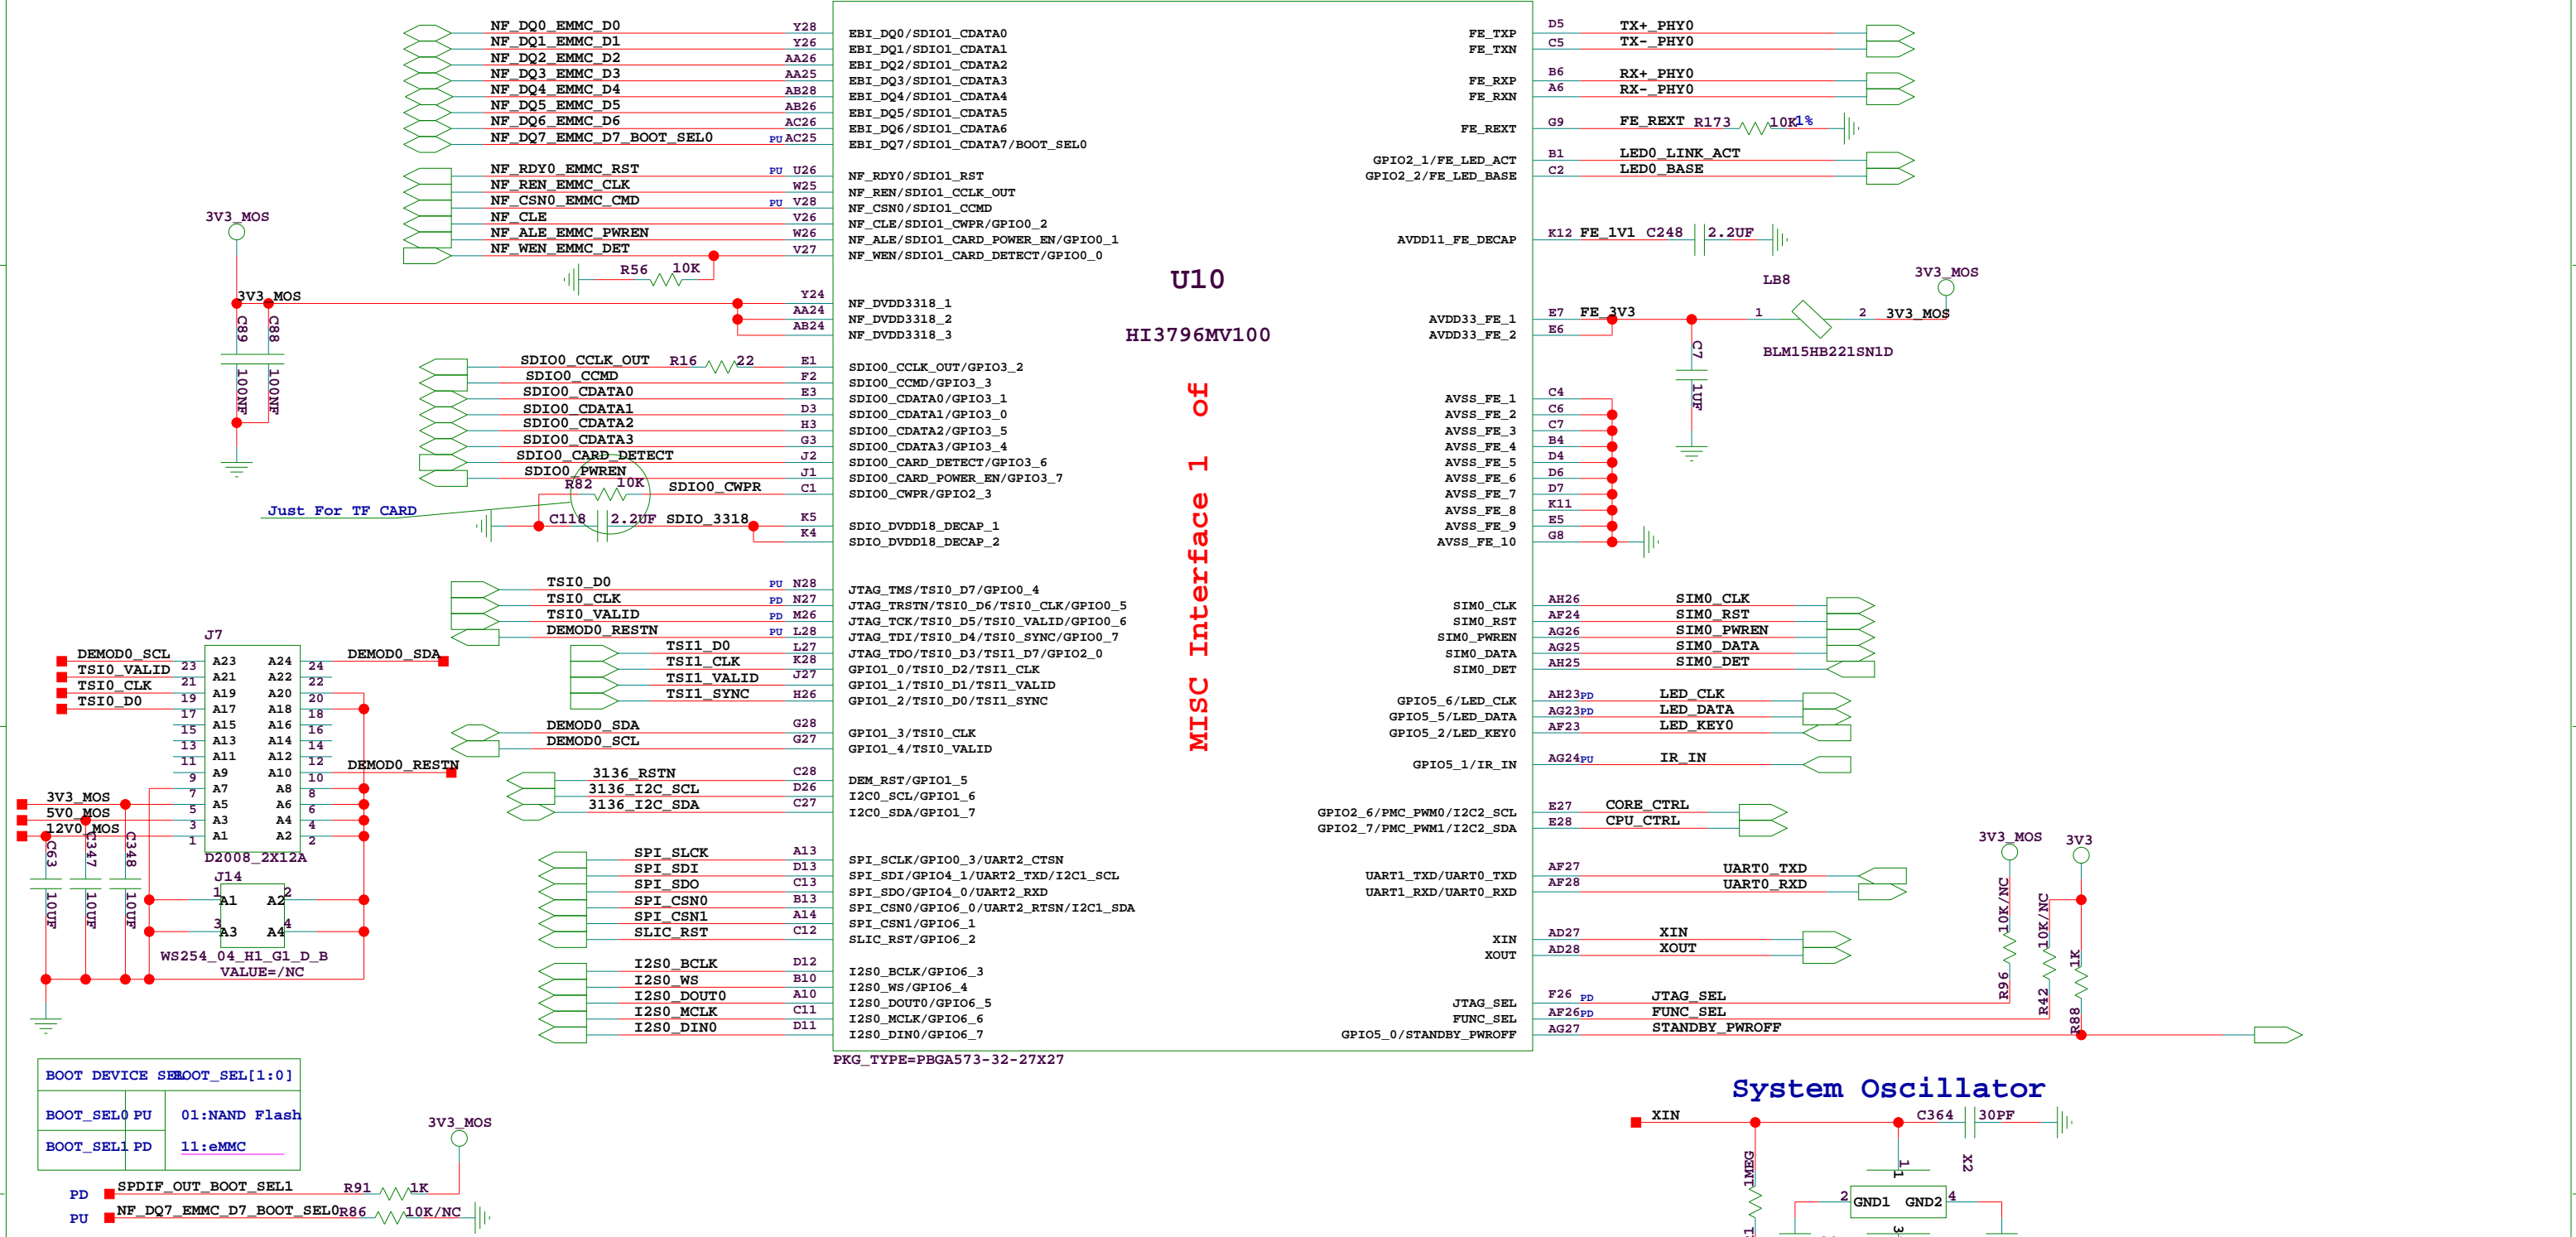 NF_DQ0_EMMC_D0 Y28 EBI_DQ0/SDIO1_CDATA0
NF_DQ1_EMMC_D1 Y26 EBI_DQ1/SDIO1_CDATA1
NF_DQ2_EMMC_D2 AA26 EBI_DQ2/SDIO1_CDATA2
NF_DQ3_EMMC_D3 AA25 EBI_DQ3/SDIO1_CDATA3
NF_DQ4_EMMC_D4 AB28 EBI_DQ4/SDIO1_CDATA4
NF_DQ5_EMMC_D5 AB26 EBI_DQ5/SDIO1_CDATA5
NF_DQ6_EMMC_D6 AC26 EBI_DQ6/SDIO1_CDATA6
NF_DQ7_EMMC_D7_BOOT_SEL0 PU AC25 EBI_DQ7/SDIO1_CDATA7/BOOT_SEL0
NF_RDY0_EMMC_RST PU U26 NF_RDY0/SDIO1_RST
NF_REN_EMMC_CLK W25 NF_REN/SDIO1_CCLK_OUT
NF_CSN0_EMMC_CMD PU V28 NF_CSN0/SDIO1_CCMD
NF_CLE V26 NF_CLE/SDIO1_CWPR/GPIO0_2
NF_ALE_EMMC_PWREN W26 NF_ALE/SDIO1_CARD_POWER_EN/GPIO0_1
NF_WEN_EMMC_DET V27 NF_WEN/SDIO1_CARD_DETECT/GPIO0_0
R56 10K
3V3_MOS
3V3_MOS Y24 NF_DVDD3318_1
AA24 NF_DVDD3318_2
AB24 NF_DVDD3318_3
C89 100NF
C88 100NF
SDIO0_CCLK_OUT R16 22 E1 SDIO0_CCLK_OUT/GPIO3_2
SDIO0_CCMD F2 SDIO0_CCMD/GPIO3_3
SDIO0_CDATA0 E3 SDIO0_CDATA0/GPIO3_1
SDIO0_CDATA1 D3 SDIO0_CDATA1/GPIO3_0
SDIO0_CDATA2 H3 SDIO0_CDATA2/GPIO3_5
SDIO0_CDATA3 G3 SDIO0_CDATA3/GPIO3_4
SDIO0_CARD_DETECT J2 SDIO0_CARD_DETECT/GPIO3_6
SDIO0_PWREN J1 SDIO0_CARD_POWER_EN/GPIO3_7
R82 10K SDIO0_CWPR C1 SDIO0_CWPR/GPIO2_3
Just For TF CARD
C118 2.2UF SDIO_3318 K5 SDIO_DVDD18_DECAP_1
K4 SDIO_DVDD18_DECAP_2
TSI0_D0 PU N28 JTAG_TMS/TSI0_D7/GPIO0_4
TSI0_CLK PD N27 JTAG_TRSTN/TSI0_D6/TSI0_CLK/GPIO0_5
TSI0_VALID PD M26 JTAG_TCK/TSI0_D5/TSI0_VALID/GPIO0_6
DEMOD0_RESTN PU L28 JTAG_TDI/TSI0_D4/TSI0_SYNC/GPIO0_7
TSI1_D0 L27 JTAG_TDO/TSI0_D3/TSI1_D7/GPIO2_0
TSI1_CLK K28 GPIO1_0/TSI0_D2/TSI1_CLK
TSI1_VALID J27 GPIO1_1/TSI0_D1/TSI1_VALID
TSI1_SYNC H26 GPIO1_2/TSI0_D0/TSI1_SYNC
DEMOD0_SDA G28 GPIO1_3/TSI0_CLK
DEMOD0_SCL G27 GPIO1_4/TSI0_VALID
3136_RSTN C28 DEM_RST/GPIO1_5
3136_I2C_SCL D26 I2C0_SCL/GPIO1_6
3136_I2C_SDA C27 I2C0_SDA/GPIO1_7
SPI_SLCK A13 SPI_SCLK/GPIO0_3/UART2_CTSN
SPI_SDI D13 SPI_SDI/GPIO4_1/UART2_TXD/I2C1_SCL
SPI_SDO C13 SPI_SDO/GPIO4_0/UART2_RXD
SPI_CSN0 B13 SPI_CSN0/GPIO6_0/UART2_RTSN/I2C1_SDA
SPI_CSN1 A14 SPI_CSN1/GPIO6_1
SLIC_RST C12 SLIC_RST/GPIO6_2
I2S0_BCLK D12 I2S0_BCLK/GPIO6_3
I2S0_WS B10 I2S0_WS/GPIO6_4
I2S0_DOUT0 A10 I2S0_DOUT0/GPIO6_5
I2S0_MCLK C11 I2S0_MCLK/GPIO6_6
I2S0_DIN0 D11 I2S0_DIN0/GPIO6_7
PKG_TYPE=PBGA573-32-27X27
U10
HI3796MV100
MISC Interface 1 of
FE_TXP D5 TX+_PHY0
FE_TXN C5 TX-_PHY0
FE_RXP B6 RX+_PHY0
FE_RXN A6 RX-_PHY0
FE_REXT G9 FE_REXT R173 10K 1%
GPIO2_1/FE_LED_ACT B1 LED0_LINK_ACT
GPIO2_2/FE_LED_BASE C2 LED0_BASE
AVDD11_FE_DECAP K12 FE_1V1 C248 2.2UF
LB8 3V3_MOS
AVDD33_FE_1 E7 FE_3V3 1 2 3V3_MOS
AVDD33_FE_2 E6
BLM15HB221SN1D
C7 1UF
AVSS_FE_1 C4
AVSS_FE_2 C6
AVSS_FE_3 C7
AVSS_FE_4 B4
AVSS_FE_5 D4
AVSS_FE_6 D6
AVSS_FE_7 D7
AVSS_FE_8 K11
AVSS_FE_9 E5
AVSS_FE_10 G8
SIM0_CLK AH26 SIM0_CLK
SIM0_RST AF24 SIM0_RST
SIM0_PWREN AG26 SIM0_PWREN
SIM0_DATA AG25 SIM0_DATA
SIM0_DET AH25 SIM0_DET
GPIO5_6/LED_CLK AH23 PD LED_CLK
GPIO5_5/LED_DATA AG23 PD LED_DATA
GPIO5_2/LED_KEY0 AF23 LED_KEY0
GPIO5_1/IR_IN AG24 PU IR_IN
GPIO2_6/PMC_PWM0/I2C2_SCL E27 CORE_CTRL
GPIO2_7/PMC_PWM1/I2C2_SDA E28 CPU_CTRL
UART1_TXD/UART0_TXD AF27 UART0_TXD
UART1_RXD/UART0_RXD AF28 UART0_RXD
XIN AD27 XIN
XOUT AD28 XOUT
JTAG_SEL F26 PD JTAG_SEL
FUNC_SEL AF26 PD FUNC_SEL
GPIO5_0/STANDBY_PWROFF AG27 STANDBY_PWROFF
3V3_MOS 3V3
R96 10K/NC
R42 10K/NC
R88 1K
J7
DEMOD0_SCL 23 A23 A24 24 DEMOD0_SDA
TSI0_VALID 21 A21 A22 22
TSI0_CLK 19 A19 A20 20
TSI0_D0 17 A17 A18 18
15 A15 A16 16
13 A13 A14 14
11 A11 A12 12
9 A9 A10 10 DEMOD0_RESTN
7 A7 A8 8
3V3_MOS 5 A5 A6 6
5V0_MOS 3 A3 A4 4
12V0_MOS 1 A1 A2 2
D2008_2X12A
C63 10UF
C347 10UF
C348 10UF
J14
1 A1 A2 2
3 A3 A4 4
WS254_04_H1_G1_D_B
VALUE=/NC
BOOT DEVICE SEL BOOT_SEL[1:0]
BOOT_SEL0 PU 01:NAND Flash
BOOT_SEL1 PD 11:eMMC
3V3_MOS
PD SPDIF_OUT_BOOT_SEL1 R91 1K
PU NF_DQ7_EMMC_D7_BOOT_SEL0 R86 10K/NC
System Oscillator
XIN C364 30PF
1MEG
X2
1 1
2 GND1 GND2 4
3